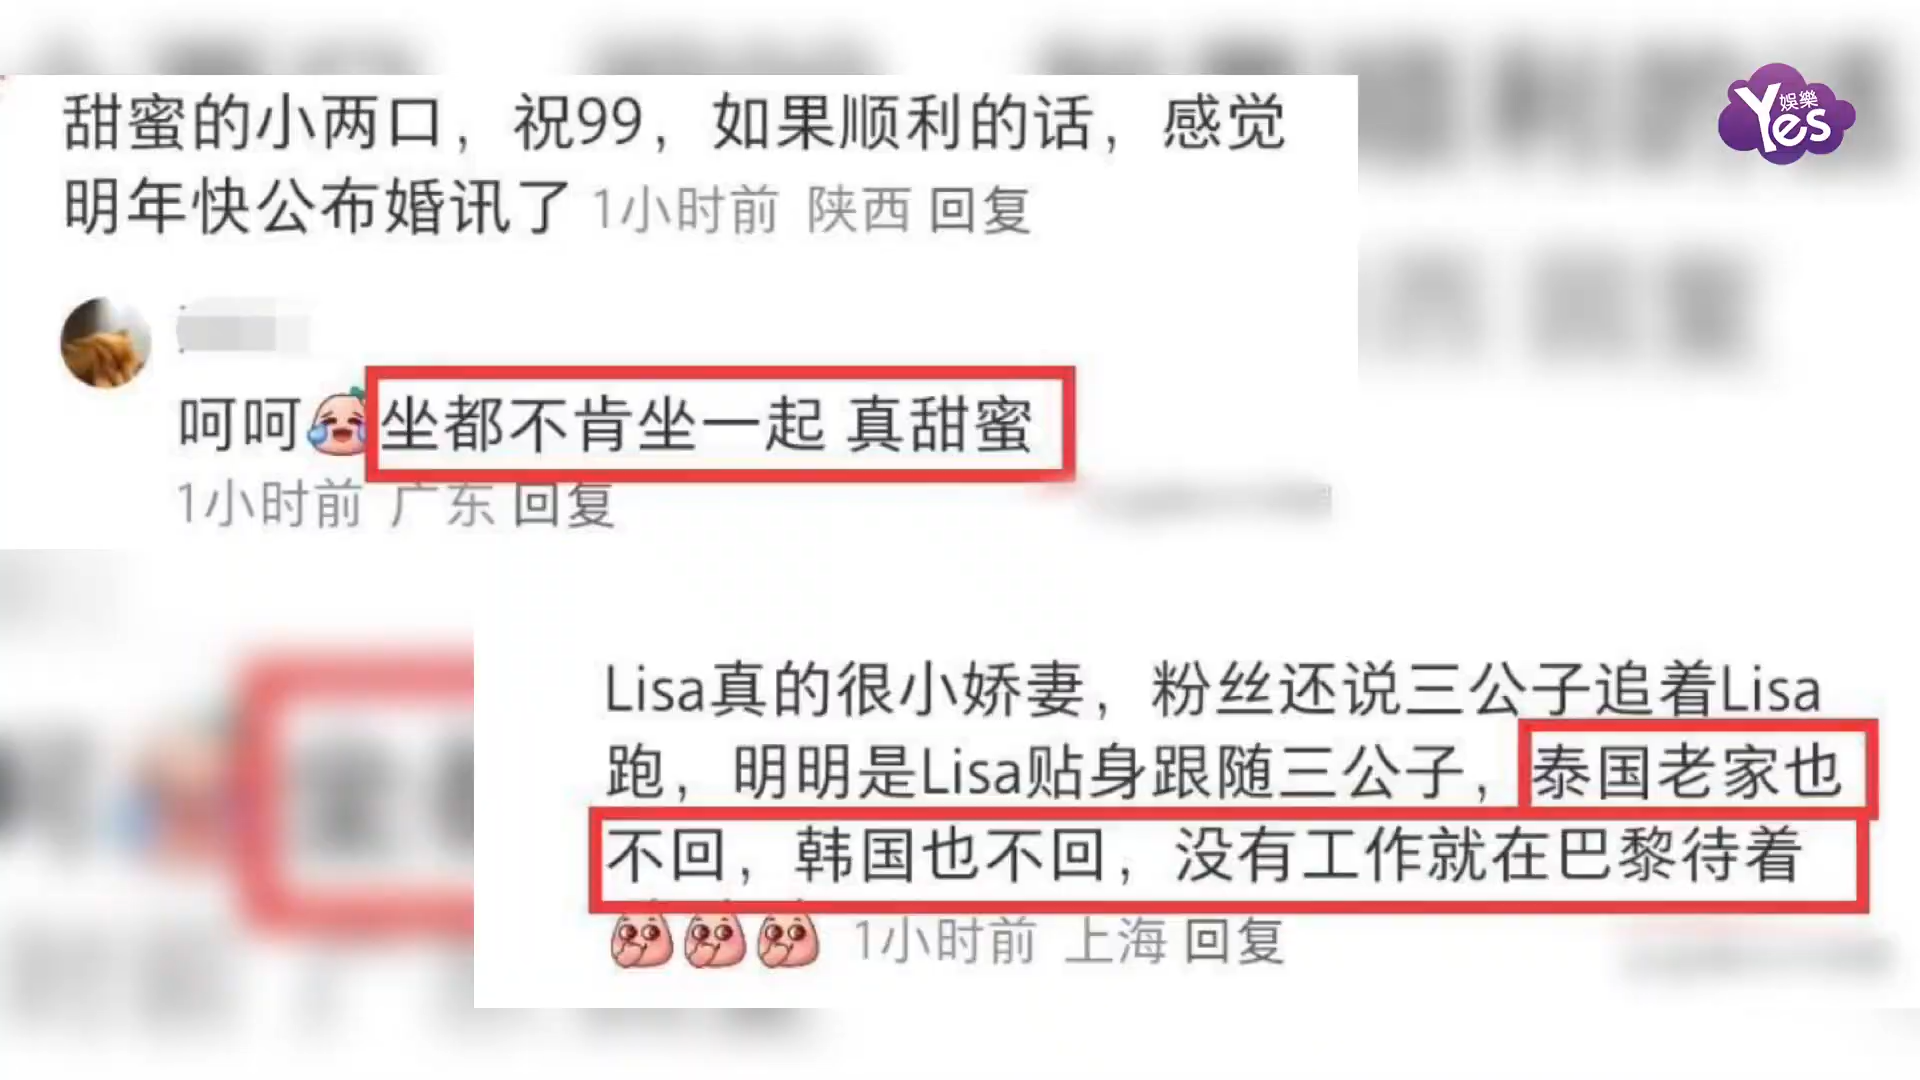 甜蜜的小两口，祝99，如果顺利的话，感觉
明年快公布婚讯了 1小时前 陕西 回复
呵呵 坐都不肯坐一起 真甜蜜
1小时前 广东 回复
Lisa真的很小娇妻，粉丝还说三公子追着Lisa
跑，明明是Lisa贴身跟随三公子，泰国老家也
不回，韩国也不回，没有工作就在巴黎待着
1小时前 上海 回复
娱樂
Yes